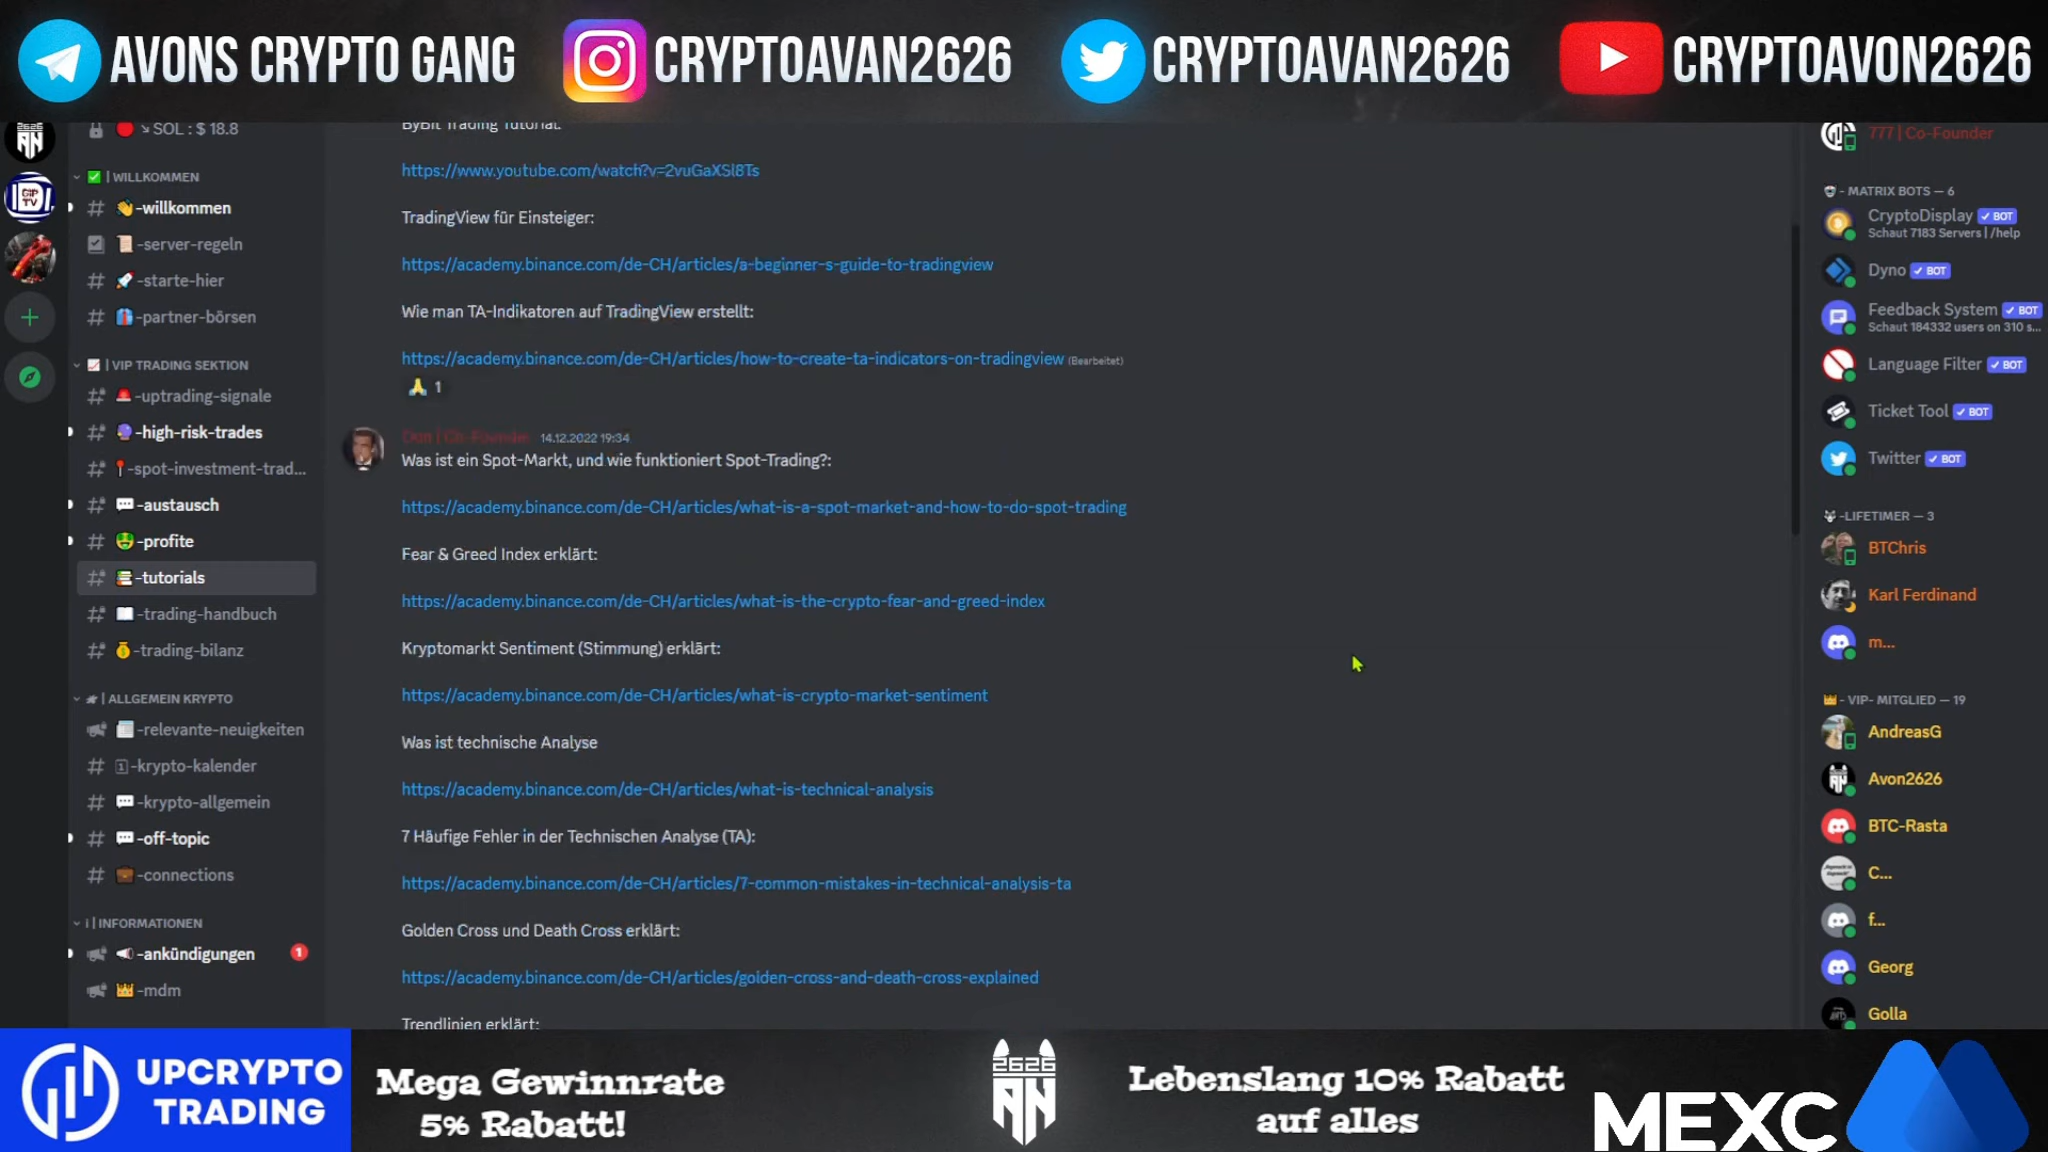 AVONS CRYPTO GANG
CRYPTOAVAN2626
CRYPTOAVAN2626
CRYPTOAVON2626
SOL : $ 18.8
| WILLKOMMEN
-willkommen
-server-regeln
-starte-hier
-partner-börsen
| VIP TRADING SEKTION
-uptrading-signale
-high-risk-trades
-spot-investment-trad...
-austausch
-profite
-tutorials
-trading-handbuch
-trading-bilanz
| ALLGEMEIN KRYPTO
-relevante-neuigkeiten
-krypto-kalender
-krypto-allgemein
-off-topic
-connections
i | INFORMATIONEN
-ankündigungen 1
-mdm
ByBit Trading Tutorial:
https://www.youtube.com/watch?v=2vuGaXSl8Ts
TradingView für Einsteiger:
https://academy.binance.com/de-CH/articles/a-beginner-s-guide-to-tradingview
Wie man TA-Indikatoren auf TradingView erstellt:
https://academy.binance.com/de-CH/articles/how-to-create-ta-indicators-on-tradingview (Bearbeitet)
1
Don | Co-Founder 14.12.2022 19:34
Was ist ein Spot-Markt, und wie funktioniert Spot-Trading?:
https://academy.binance.com/de-CH/articles/what-is-a-spot-market-and-how-to-do-spot-trading
Fear & Greed Index erklärt:
https://academy.binance.com/de-CH/articles/what-is-the-crypto-fear-and-greed-index
Kryptomarkt Sentiment (Stimmung) erklärt:
https://academy.binance.com/de-CH/articles/what-is-crypto-market-sentiment
Was ist technische Analyse
https://academy.binance.com/de-CH/articles/what-is-technical-analysis
7 Häufige Fehler in der Technischen Analyse (TA):
https://academy.binance.com/de-CH/articles/7-common-mistakes-in-technical-analysis-ta
Golden Cross und Death Cross erklärt:
https://academy.binance.com/de-CH/articles/golden-cross-and-death-cross-explained
Trendlinien erklärt:
777 | Co-Founder
- MATRIX BOTS — 6
CryptoDisplay BOT
Schaut 7183 Servers | /help
Dyno BOT
Feedback System BOT
Schaut 184332 users on 310 s...
Language Filter BOT
Ticket Tool BOT
Twitter BOT
-LIFETIMER — 3
BTChris
Karl Ferdinand
m...
- VIP- MITGLIED — 19
AndreasG
Avon2626
BTC-Rasta
C...
f...
Georg
Golla
UPCRYPTO
TRADING
Mega Gewinnrate
5% Rabatt!
2626
AN
Lebenslang 10% Rabatt
auf alles
MEXC